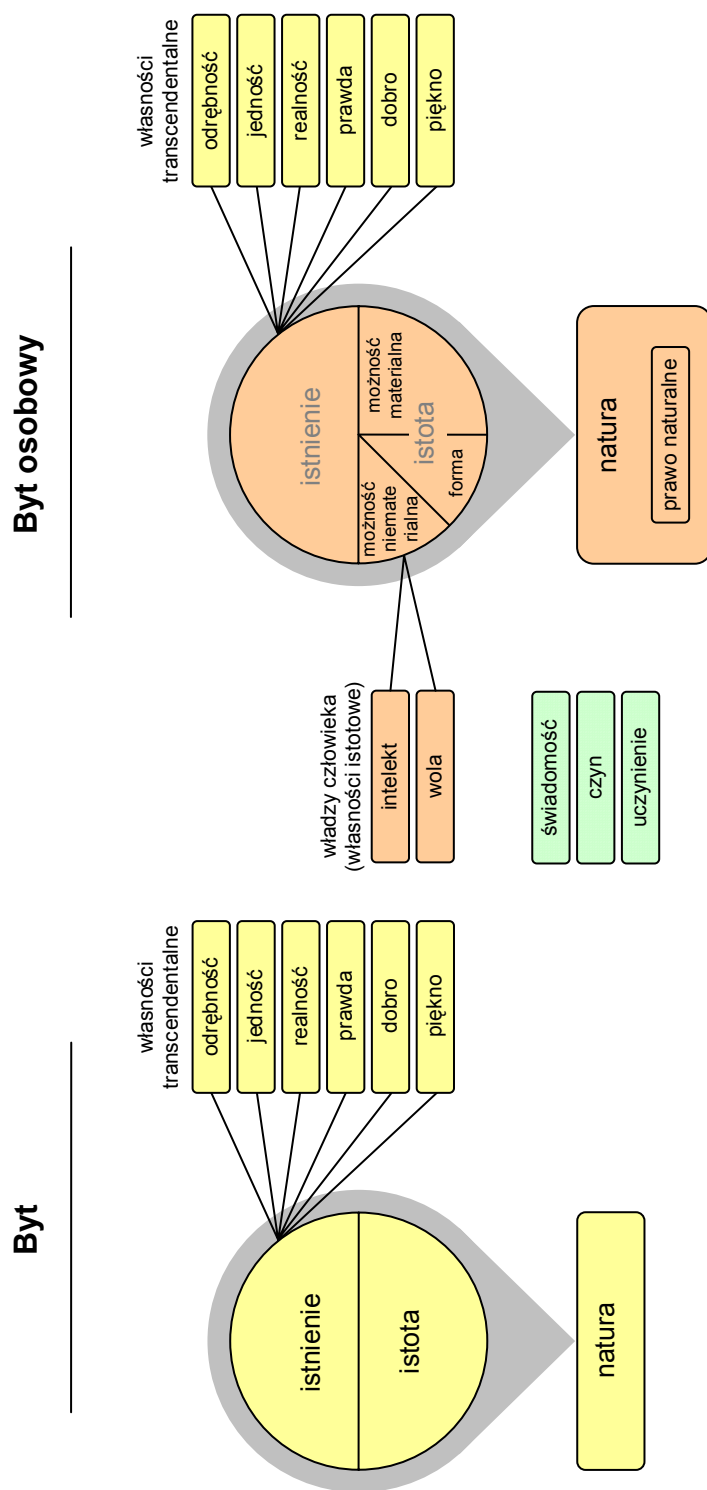 Byt
istnienie
istota
natura
własności
transcendentalne
odrębność
jedność
realność
prawda
dobro
piękno
Byt osobowy
władzy człowieka
(własności istotowe)
intelekt
wola
świadomość
czyn
uczynienie
istnienie
możność
niemate
rialna
forma
istota
możność
materialna
natura
prawo naturalne
własności
transcendentalne
odrębność
jedność
realność
prawda
dobro
piękno